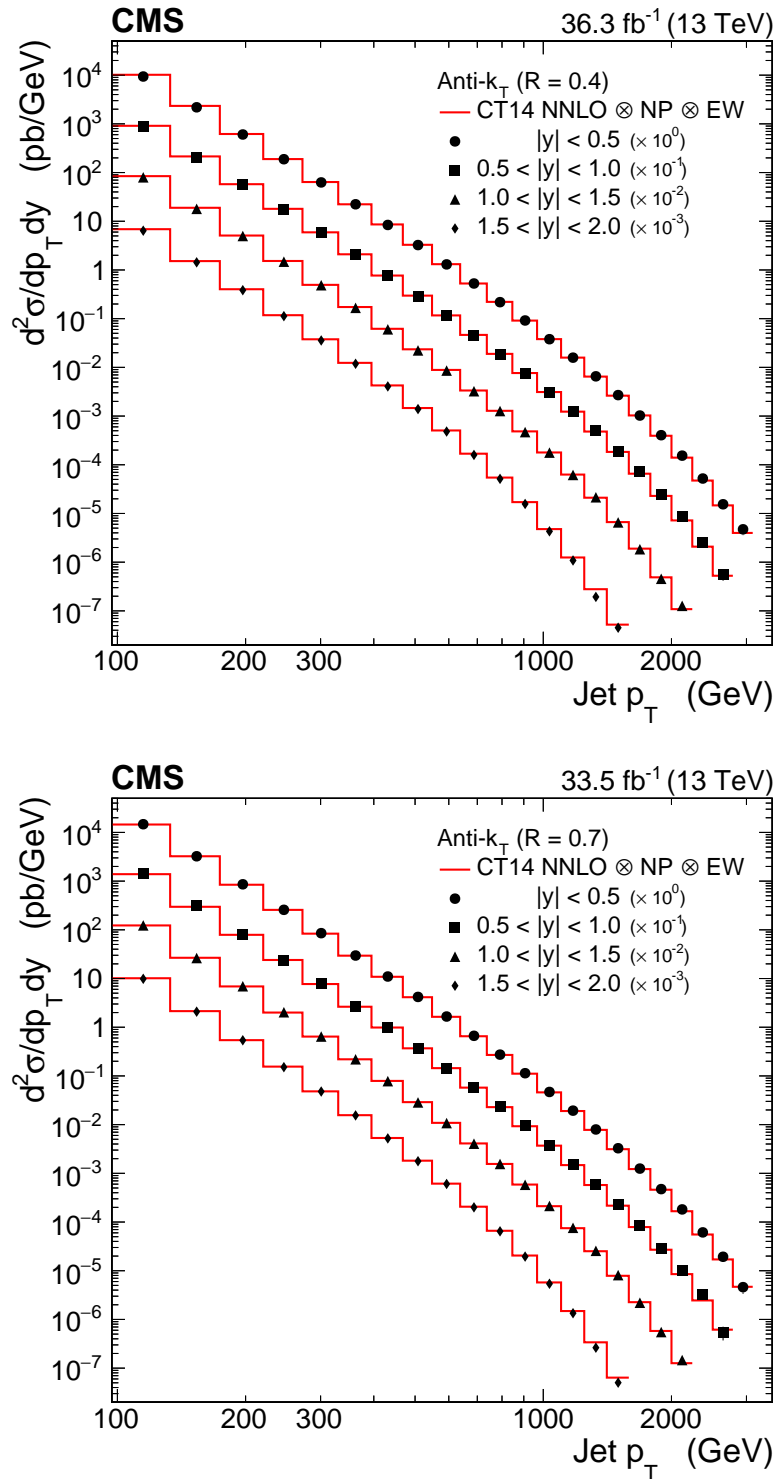 CMS 36.3 fb⁻¹ (13 TeV)
d²σ/dp_T dy (pb/GeV)
Anti-k_T (R = 0.4)
CT14 NNLO ⊗ NP ⊗ EW
|y| < 0.5 (× 10⁰)
0.5 < |y| < 1.0 (× 10⁻¹)
1.0 < |y| < 1.5 (× 10⁻²)
1.5 < |y| < 2.0 (× 10⁻³)
10⁴
10³
10²
10
1
10⁻¹
10⁻²
10⁻³
10⁻⁴
10⁻⁵
10⁻⁶
10⁻⁷
100 200 300 1000 2000
Jet p_T (GeV)
CMS 33.5 fb⁻¹ (13 TeV)
d²σ/dp_T dy (pb/GeV)
Anti-k_T (R = 0.7)
CT14 NNLO ⊗ NP ⊗ EW
|y| < 0.5 (× 10⁰)
0.5 < |y| < 1.0 (× 10⁻¹)
1.0 < |y| < 1.5 (× 10⁻²)
1.5 < |y| < 2.0 (× 10⁻³)
10⁴
10³
10²
10
1
10⁻¹
10⁻²
10⁻³
10⁻⁴
10⁻⁵
10⁻⁶
10⁻⁷
100 200 300 1000 2000
Jet p_T (GeV)